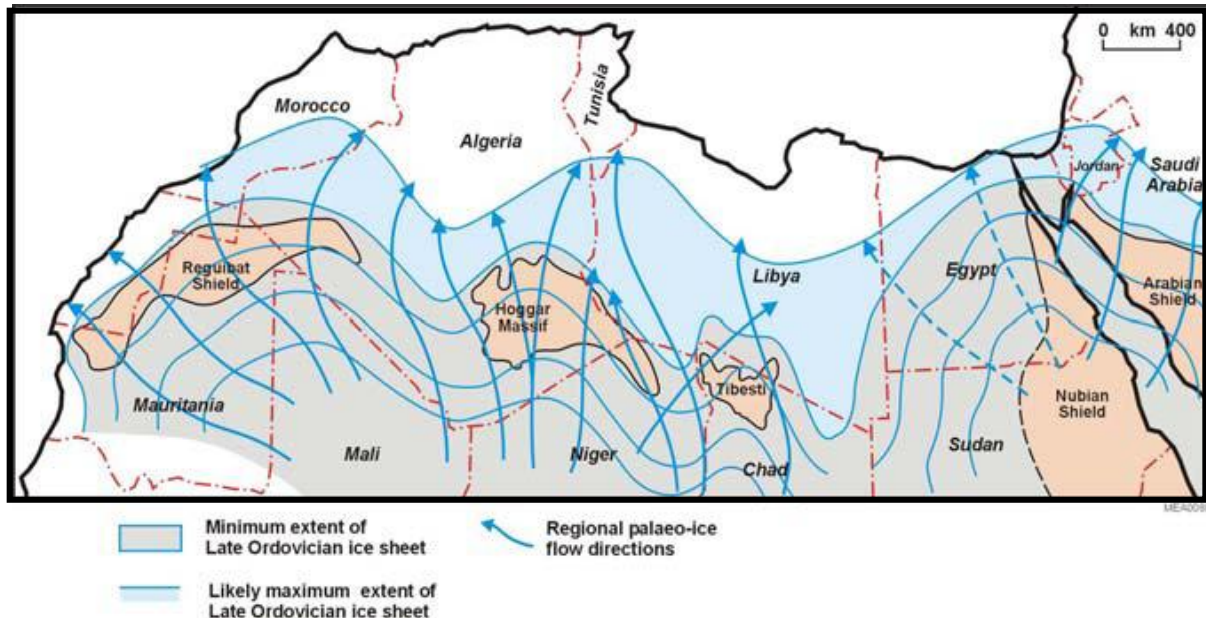 0 km 400
Morocco
Algeria
Tunisia
Jordan
Saudi
Arabia
Reguibat
Shield
Libya
Egypt
Arabian
Shield
Hoggar
Massif
Tibesti
Mauritania
Nubian
Shield
Mali
Niger
Chad
Sudan
Minimum extent of
Late Ordovician ice sheet
Regional palaeo-ice
flow directions
Likely maximum extent of
Late Ordovician ice sheet